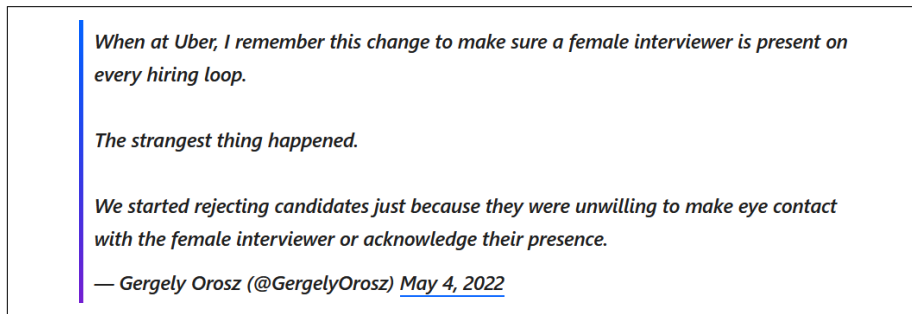 When at Uber, I remember this change to make sure a female interviewer is present on
every hiring loop.
The strangest thing happened.
We started rejecting candidates just because they were unwilling to make eye contact
with the female interviewer or acknowledge their presence.
— Gergely Orosz (@GergelyOrosz) May 4, 2022